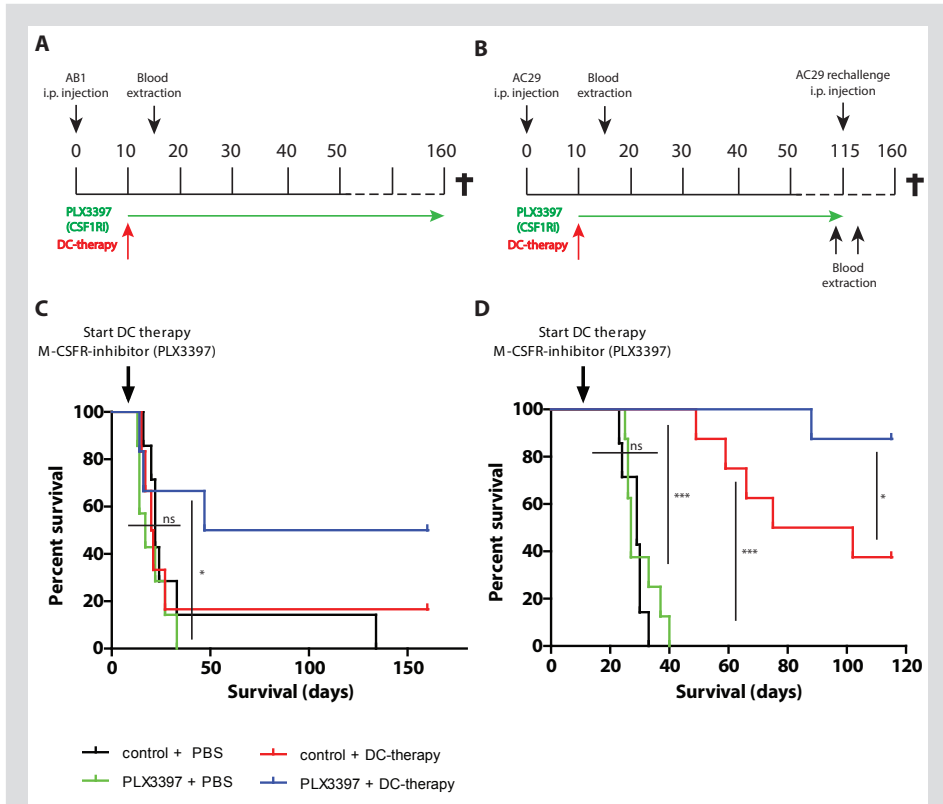 A
AB1
i.p. injection
Blood
extraction
0 10 20 30 40 50 160
PLX3397
(CSF1RI)
DC-therapy
B
AC29
i.p. injection
Blood
extraction
AC29 rechallenge
i.p. injection
0 10 20 30 40 50 115 160
PLX3397
(CSF1RI)
DC-therapy
Blood
extraction
C
Start DC therapy
M-CSFR-inhibitor (PLX3397)
Percent survival
100
80
60
40
20
0
ns
*
0 50 100 150
Survival (days)
D
Start DC therapy
M-CSFR-inhibitor (PLX3397)
Percent survival
100
80
60
40
20
0
ns
***
***
*
0 20 40 60 80 100 120
Survival (days)
control + PBS
control + DC-therapy
PLX3397 + PBS
PLX3397 + DC-therapy